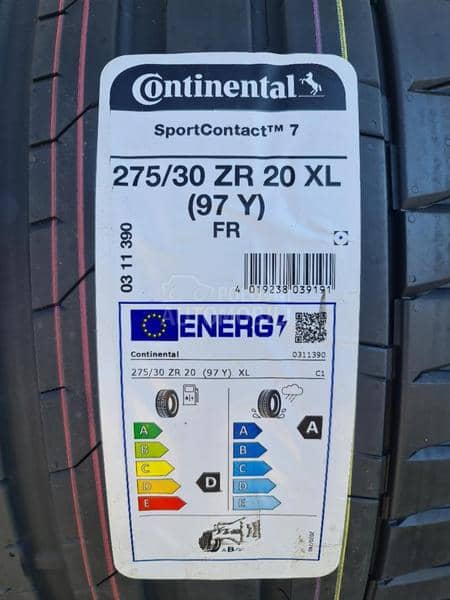 Continental
SportContact™ 7
275/30 ZR 20 XL
(97 Y)
FR
03 11 390
4 019238 039191
ENERG
Continental 0311390
275/30 ZR 20 (97 Y) XL C1
A A A
B B
C C
D D D
E E
ABC